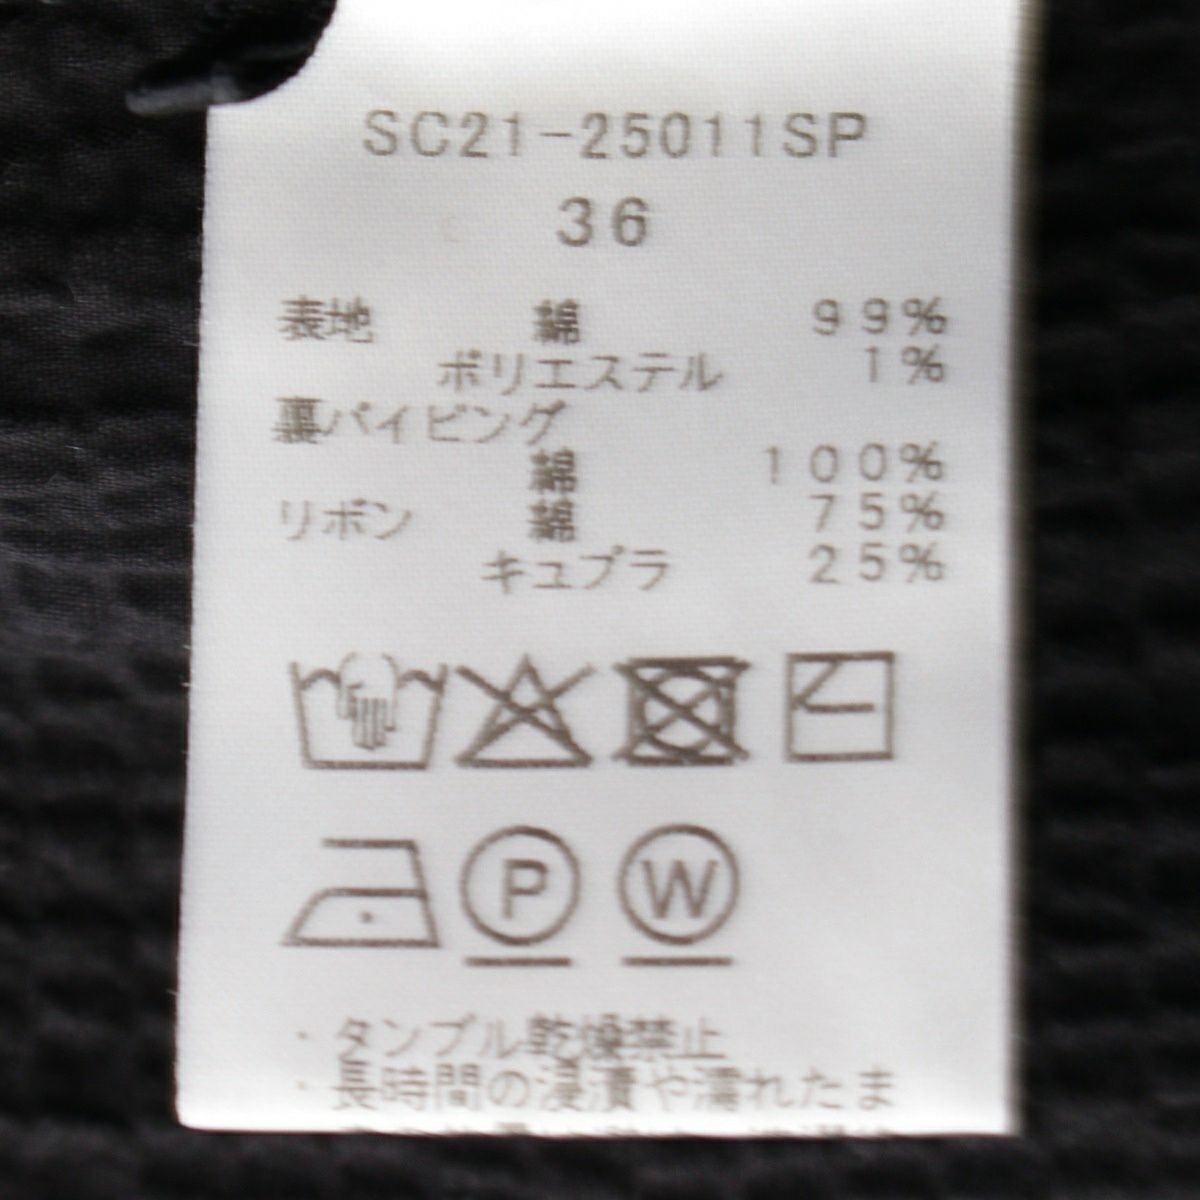 SC21-25011SP
36
表地 綿 99%
ポリエステル 1%
裏パイピング
綿 100%
リボン 綿 75%
キュプラ 25%
P W
・タンブル乾燥禁止
・長時間の浸漬や濡れたま